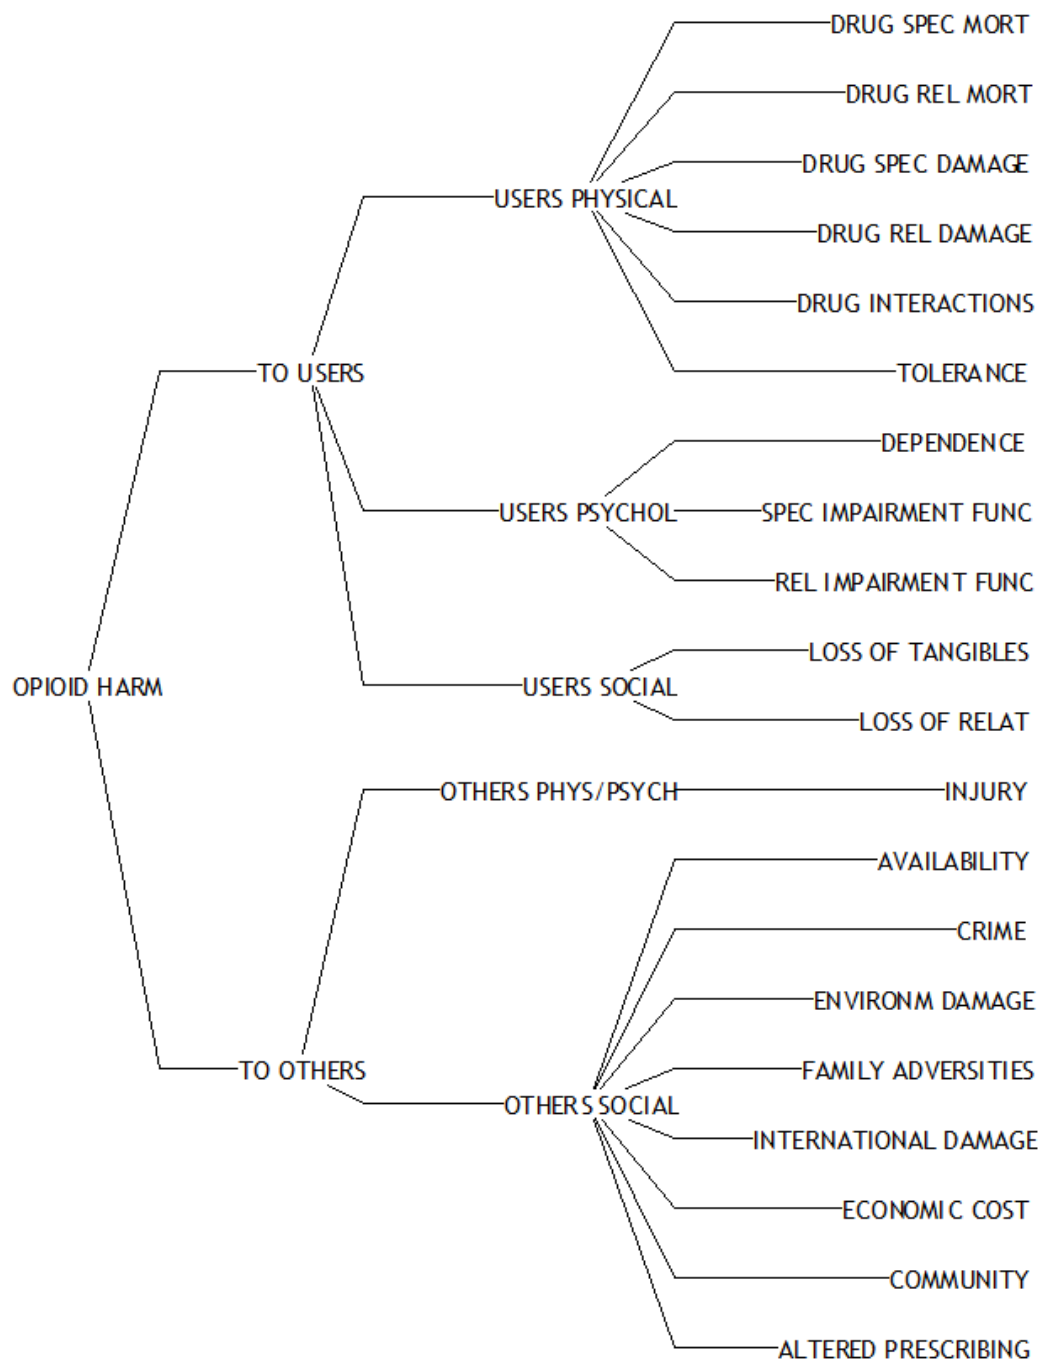 DRUG SPEC MORT
DRUG REL MORT
DRUG SPEC DAMAGE
USERS PHYSICAL
DRUG REL DAMAGE
DRUG INTERACTIONS
TO USERS
TOLERANCE
DEPENDENCE
USERS PSYCHOL
SPEC IMPAIRMENT FUNC
REL IMPAIRMENT FUNC
LOSS OF TANGIBLES
OPIOID HARM
USERS SOCIAL
LOSS OF RELAT
OTHERS PHYS/PSYCH
INJURY
AVAILABILITY
CRIME
ENVIRONM DAMAGE
TO OTHERS
FAMILY ADVERSITIES
OTHERS SOCIAL
INTERNATIONAL DAMAGE
ECONOMIC COST
COMMUNITY
ALTERED PRESCRIBING